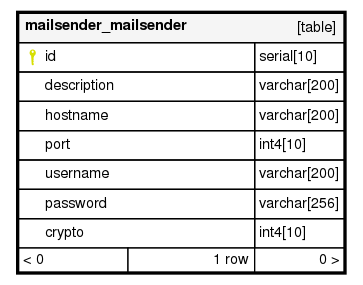 mailsender_mailsender [table]
id serial[10]
description varchar[200]
hostname varchar[200]
port int4[10]
username varchar[200]
password varchar[256]
crypto int4[10]
< 0 1 row 0 >